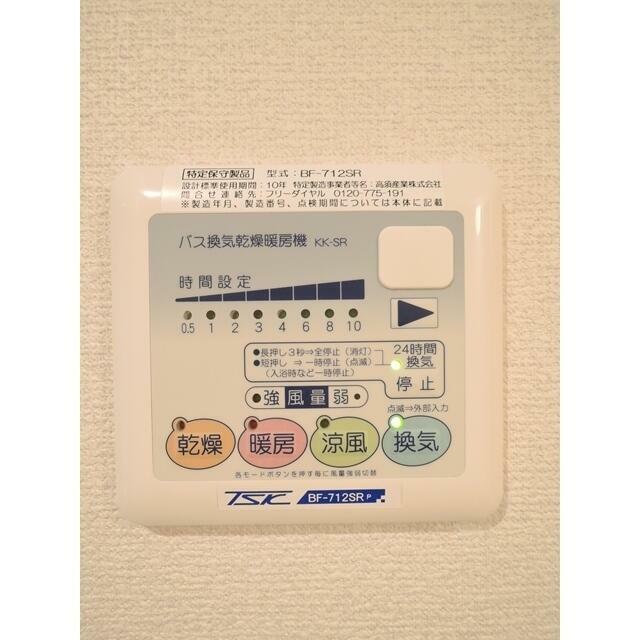 特定保守製品 型式：BF-712SR
設計標準使用期間：10年 特定製造事業者等名：高須産業株式会社
問合せ連絡先：フリーダイヤル 0120-775-191
※製造年月、製造番号、点検期間については本体に記載
バス換気乾燥暖房機 KK-SR
時間設定
0.5 1 2 3 4 6 8 10
●長押し3秒⇒全停止（消灯）
●短押し ⇒一時停止（点滅）
（入浴時など一時停止）
24時間
換気
停止
強 風量 弱
点滅⇒外部入力
乾燥 暖房 涼風 換気
各モードボタンを押す毎に風量強弱切替
TSK BF-712SR P